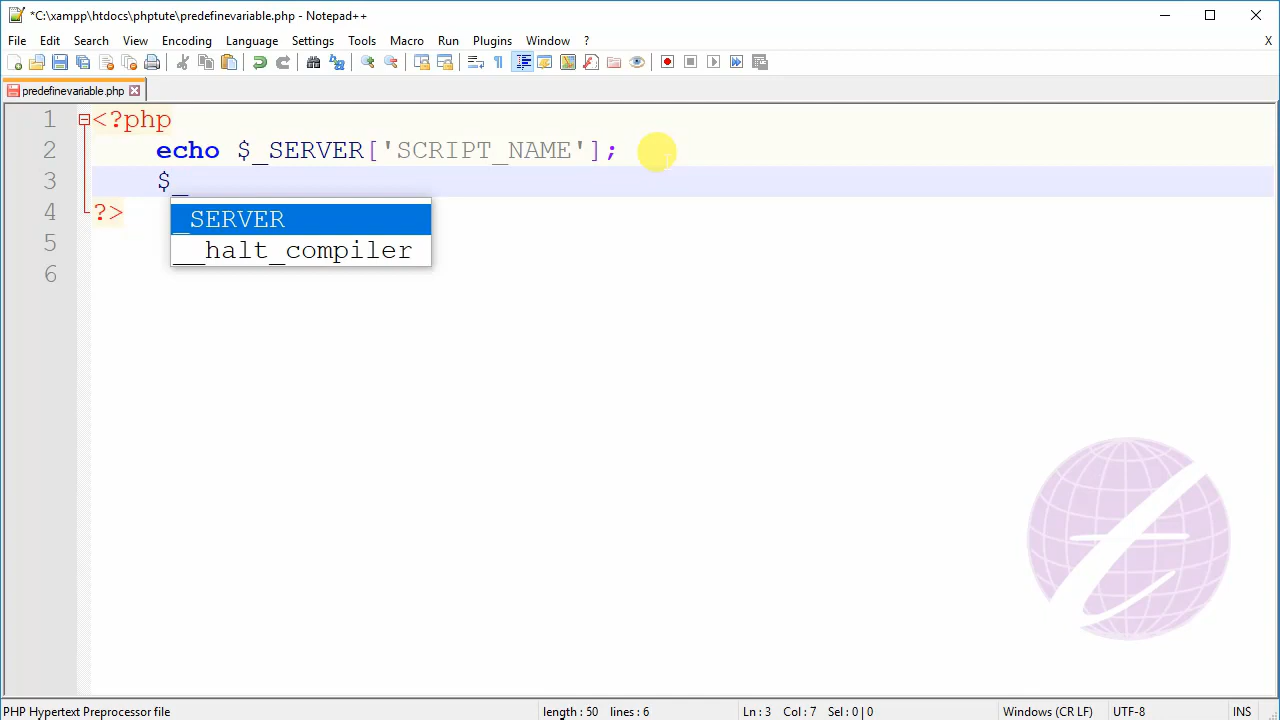 *C:\xampp\htdocs\phptute\predefinevariable.php - Notepad++
File Edit Search View Encoding Language Settings Tools Macro Run Plugins Window ? X
predefinevariable.php
1 <?php
2 echo $_SERVER['SCRIPT_NAME'];
3 $_
4 ?>
_SERVER
5
__halt_compiler
6
PHP Hypertext Preprocessor file length : 50 lines : 6 Ln : 3 Col : 7 Sel : 0 | 0 Windows (CR LF) UTF-8 INS